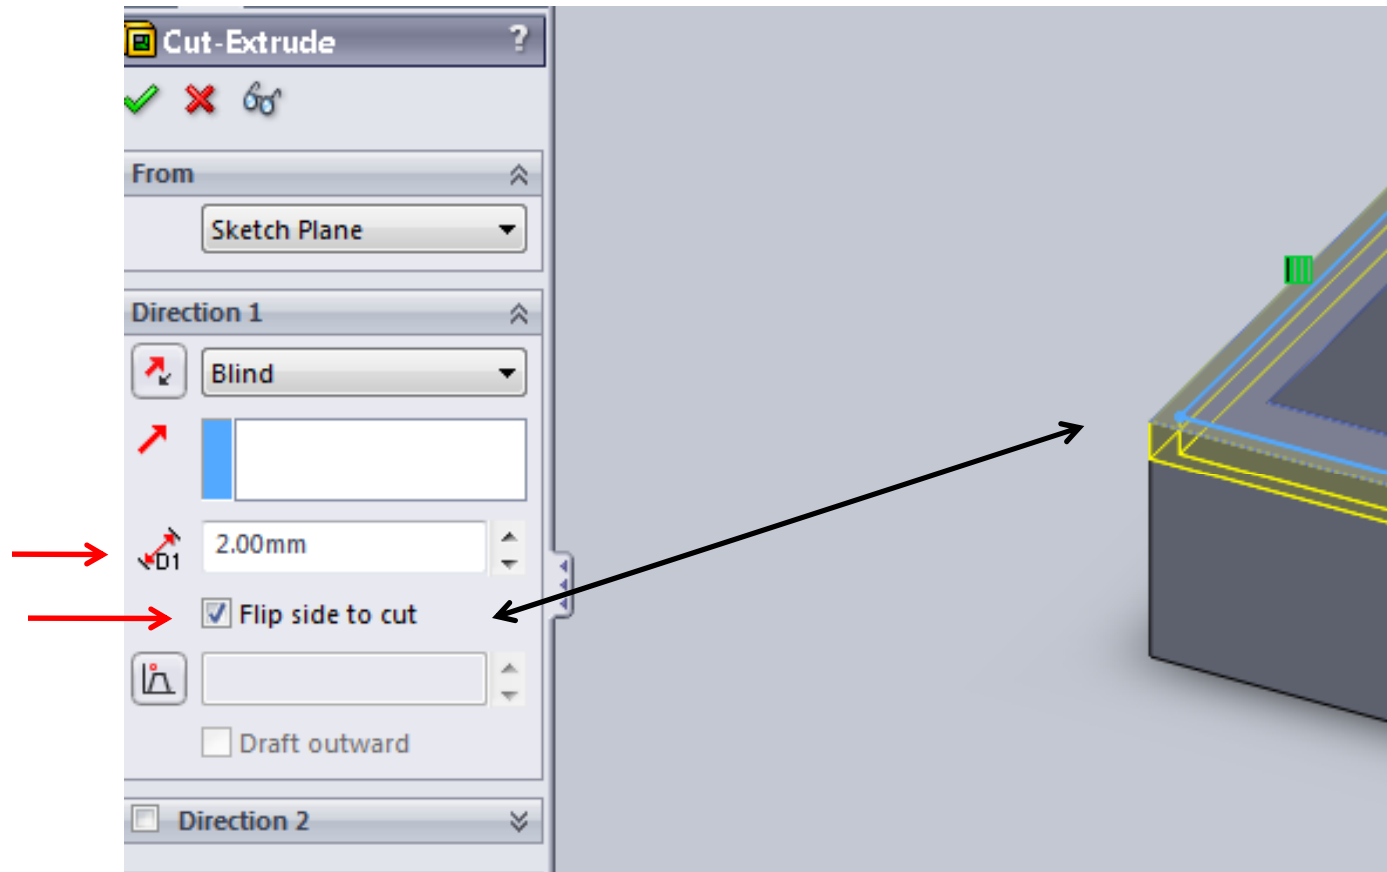 Cut-Extrude ?
From
Sketch Plane
Direction 1
Blind
D1 2.00mm
Flip side to cut
Draft outward
Direction 2